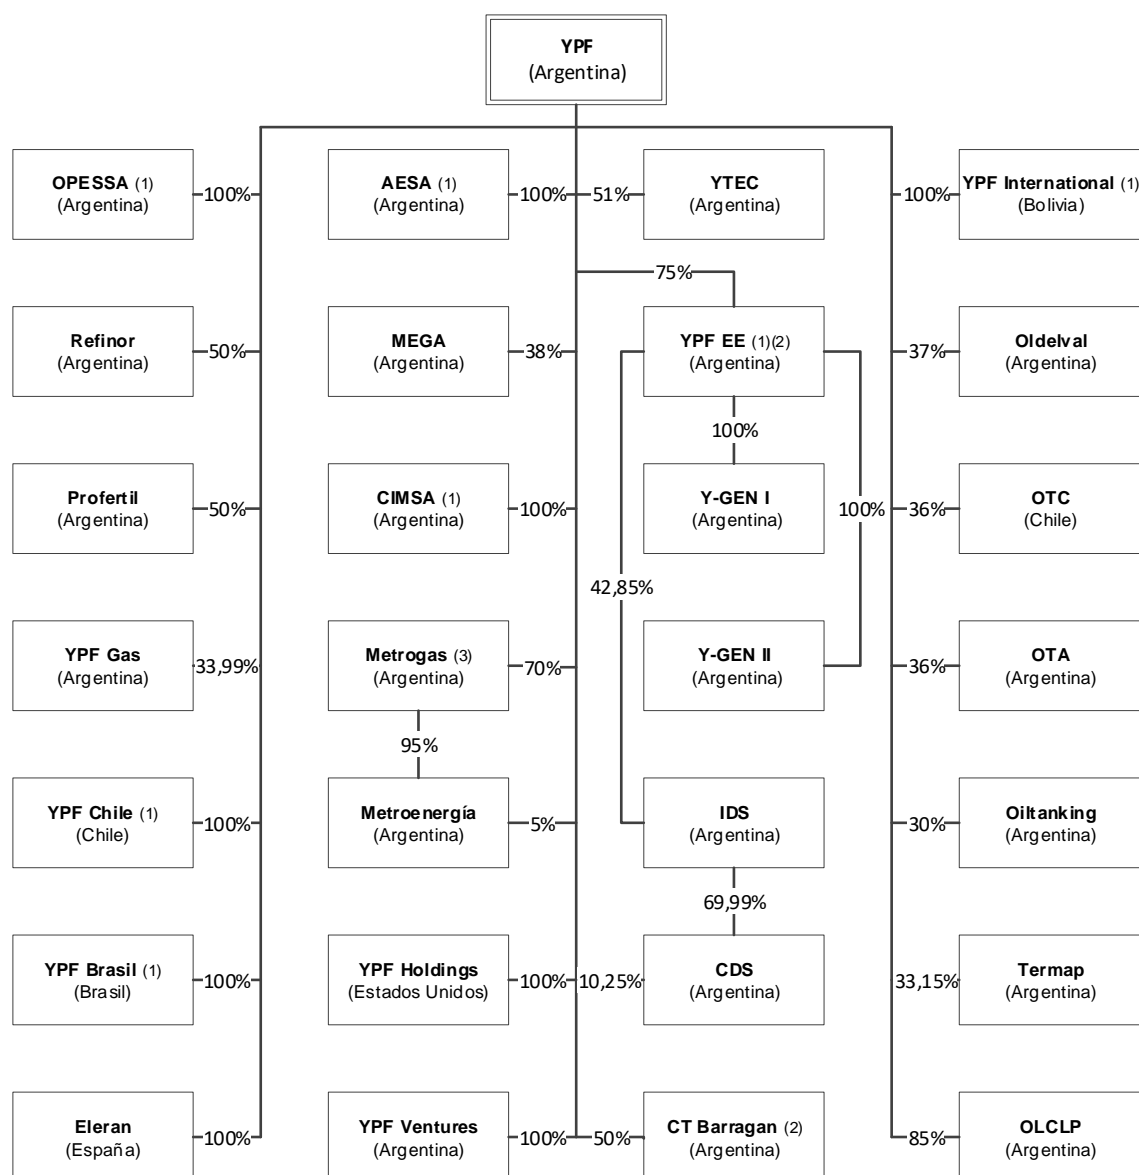 YPF
(Argentina)
OPESSA (1)
(Argentina)
100%
AESA (1)
(Argentina)
100%
51%
YTEC
(Argentina)
100%
YPF International (1)
(Bolivia)
75%
Refinor
(Argentina)
50%
MEGA
(Argentina)
38%
YPF EE (1)(2)
(Argentina)
37%
Oldelval
(Argentina)
100%
Profertil
(Argentina)
50%
CIMSA (1)
(Argentina)
100%
Y-GEN I
(Argentina)
100%
36%
OTC
(Chile)
42,85%
YPF Gas
(Argentina)
33,99%
Metrogas (3)
(Argentina)
70%
Y-GEN II
(Argentina)
36%
OTA
(Argentina)
95%
YPF Chile (1)
(Chile)
100%
Metroenergía
(Argentina)
5%
IDS
(Argentina)
30%
Oiltanking
(Argentina)
69,99%
YPF Brasil (1)
(Brasil)
100%
YPF Holdings
(Estados Unidos)
100%
10,25%
CDS
(Argentina)
33,15%
Termap
(Argentina)
Eleran
(España)
100%
YPF Ventures
(Argentina)
100%
50%
CT Barragan (2)
(Argentina)
85%
OLCLP
(Argentina)